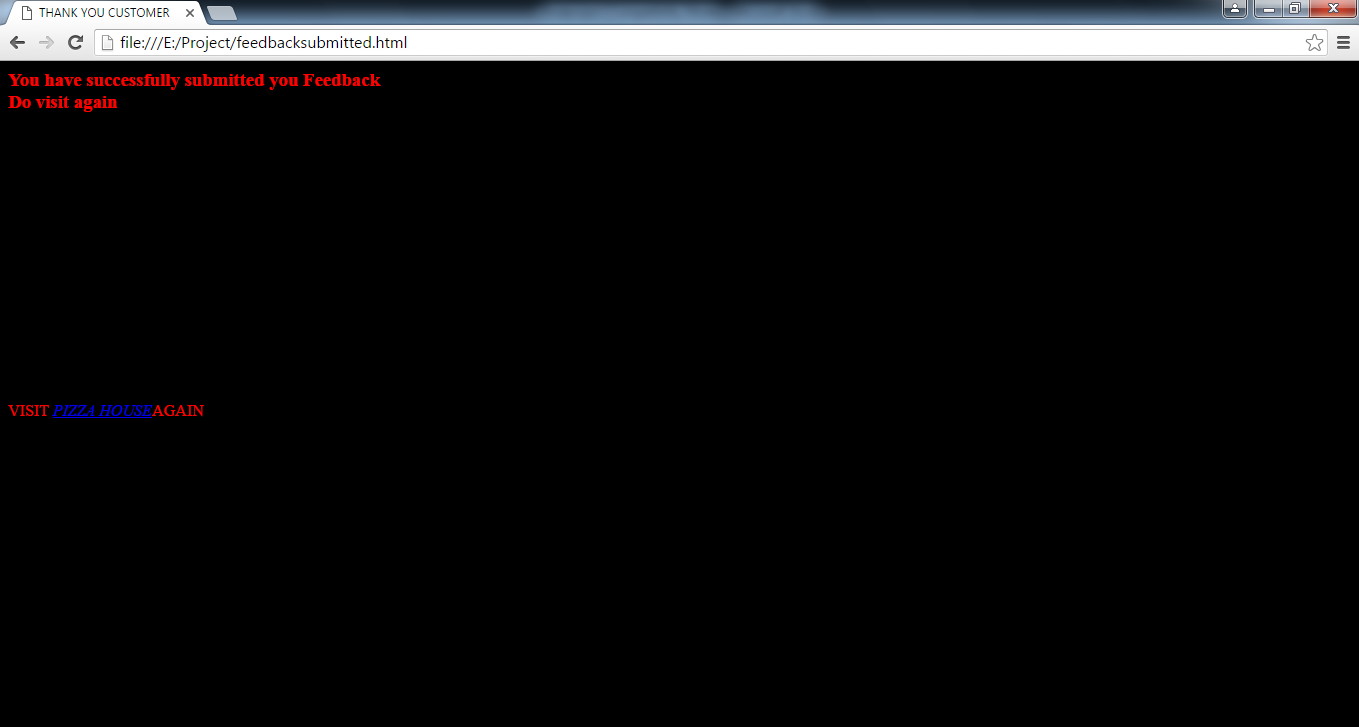 THANK YOU CUSTOMER
file:///E:/Project/feedbacksubmitted.html
You have successfully submitted you Feedback
Do visit again
VISIT PIZZA HOUSEAGAIN